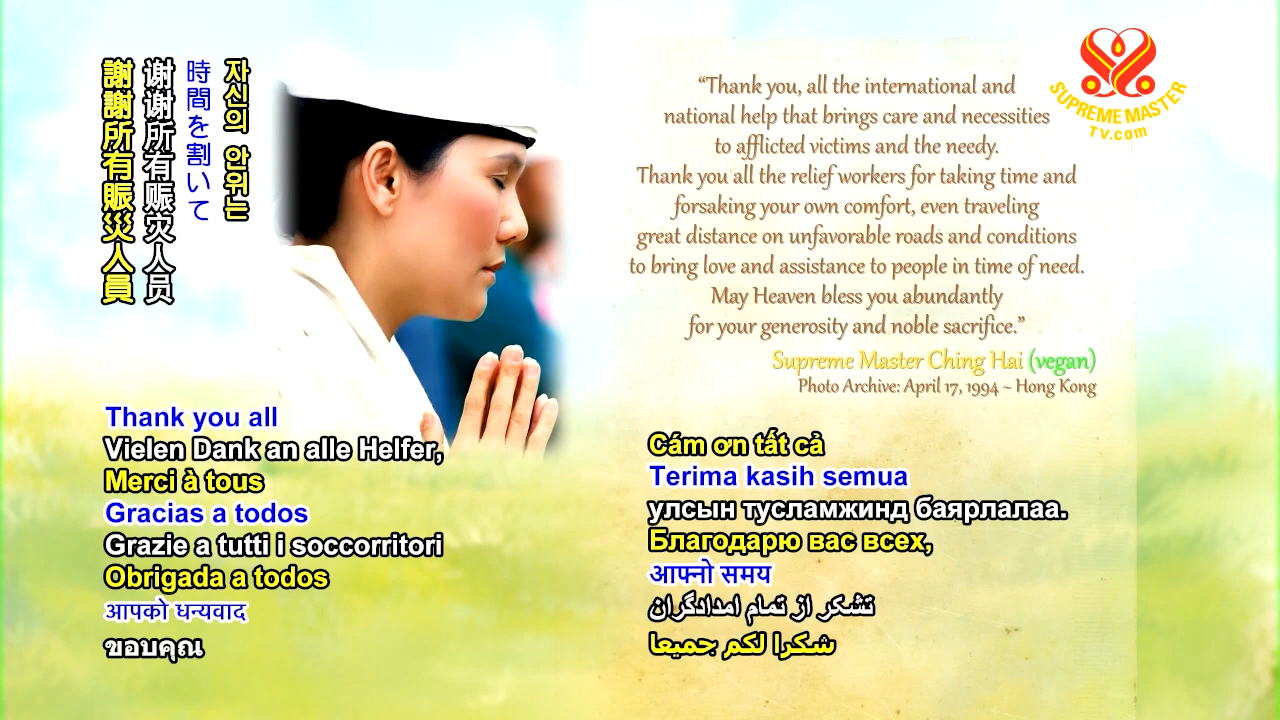 자신의 안위는
時間を割いて
谢谢所有赈灾人员
謝謝所有賑災人員
“Thank you, all the international and
national help that brings care and necessities
to afflicted victims and the needy.
Thank you all the relief workers for taking time and
forsaking your own comfort, even traveling
great distance on unfavorable roads and conditions
to bring love and assistance to people in time of need.
May Heaven bless you abundantly
for your generosity and noble sacrifice.”
Supreme Master Ching Hai (vegan)
Photo Archive: April 17, 1994 ~ Hong Kong
SUPREME MASTER
TV.com
Thank you all
Vielen Dank an alle Helfer,
Merci à tous
Gracias a todos
Grazie a tutti i soccorritori
Obrigada a todos
आपको धन्यवाद
ขอบคุณ
Cám ơn tất cả
Terima kasih semua
улсын тусламжинд баярлалаа.
Благодарю вас всех,
आफ्नो समय
تشکر از تمام امدادگران
شكرا لكم جميعا